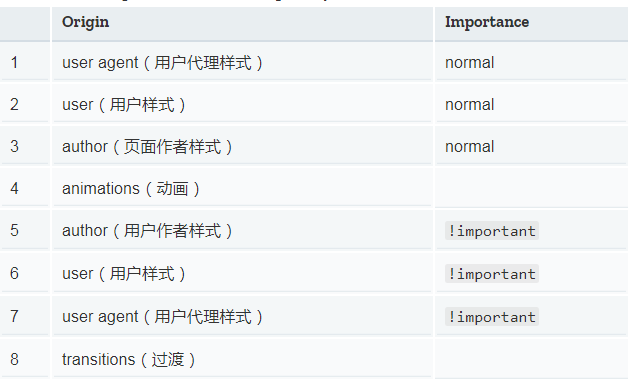 Origin Importance
1 user agent（用户代理样式） normal
2 user（用户样式） normal
3 author（页面作者样式） normal
4 animations（动画）
5 author（用户作者样式） !important
6 user（用户样式） !important
7 user agent（用户代理样式） !important
8 transitions（过渡）